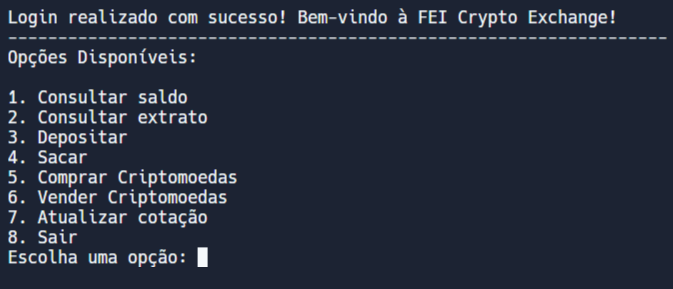 Login realizado com sucesso! Bem-vindo à FEI Crypto Exchange!
------------------------------------------------------------------
Opções Disponíveis:
1. Consultar saldo
2. Consultar extrato
3. Depositar
4. Sacar
5. Comprar Criptomoedas
6. Vender Criptomoedas
7. Atualizar cotação
8. Sair
Escolha uma opção: